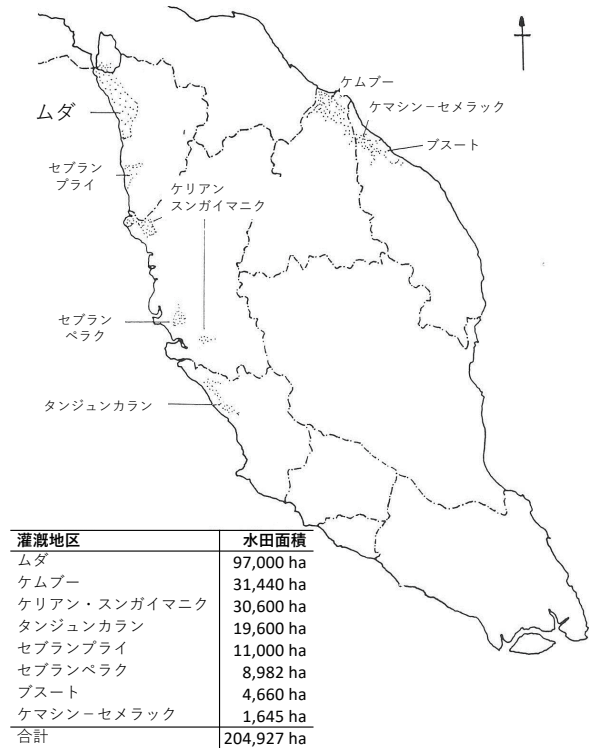 ケムブー
ケマシン－セメラック
ブスート
ムダ
セブラン
プライ
ケリアン
スンガイマニク
セブラン
ペラク
タンジュンカラン
灌漑地区 水田面積
ムダ 97,000 ha
ケムブー 31,440 ha
ケリアン・スンガイマニク 30,600 ha
タンジュンカラン 19,600 ha
セブランプライ 11,000 ha
セブランペラク 8,982 ha
ブスート 4,660 ha
ケマシン－セメラック 1,645 ha
合計 204,927 ha